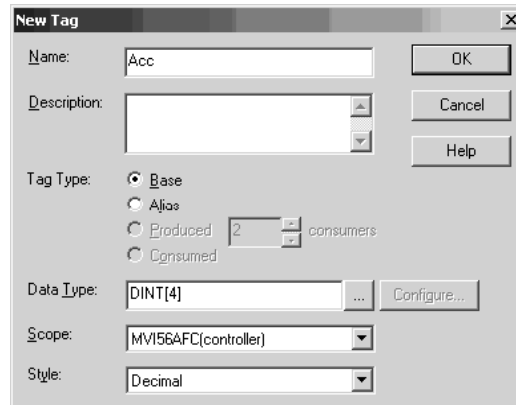 New Tag
Name: Acc OK
Description: Cancel
Help
Tag Type: Base
Alias
Produced 2 consumers
Consumed
Data Type: DINT[4] ... Configure...
Scope: MVI56AFC(controller)
Style: Decimal